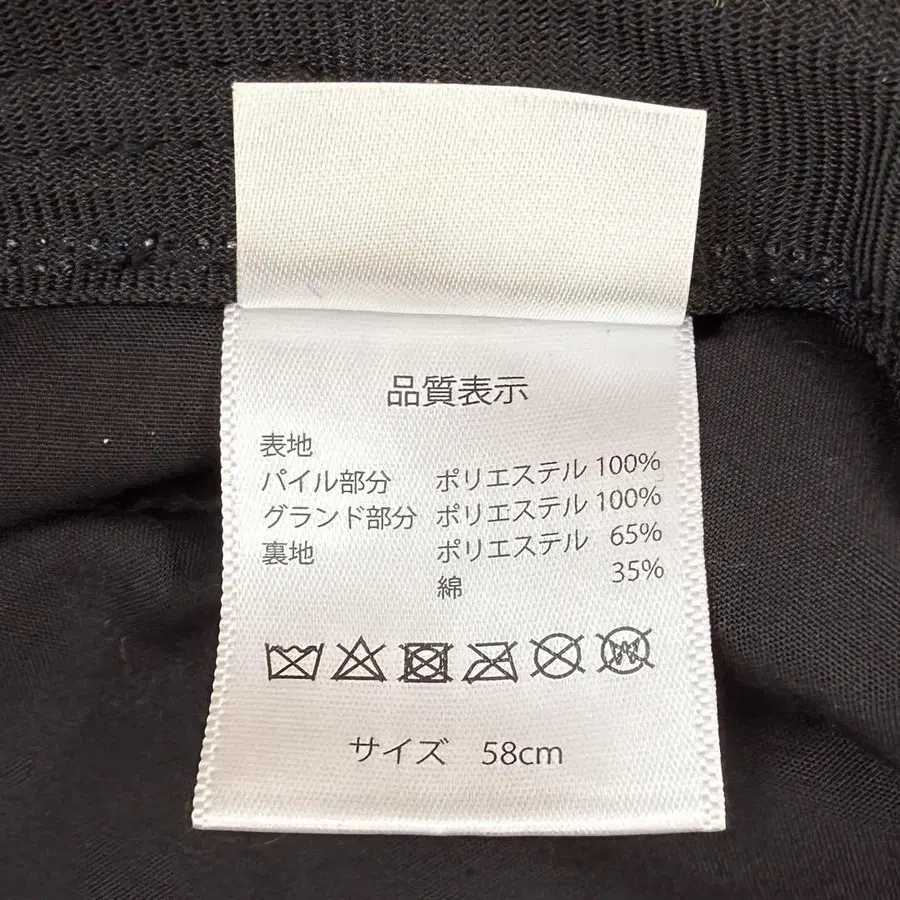 品質表示
表地
パイル部分 ポリエステル 100%
グランド部分 ポリエステル 100%
裏地 ポリエステル 65%
綿 35%
サイズ 58cm